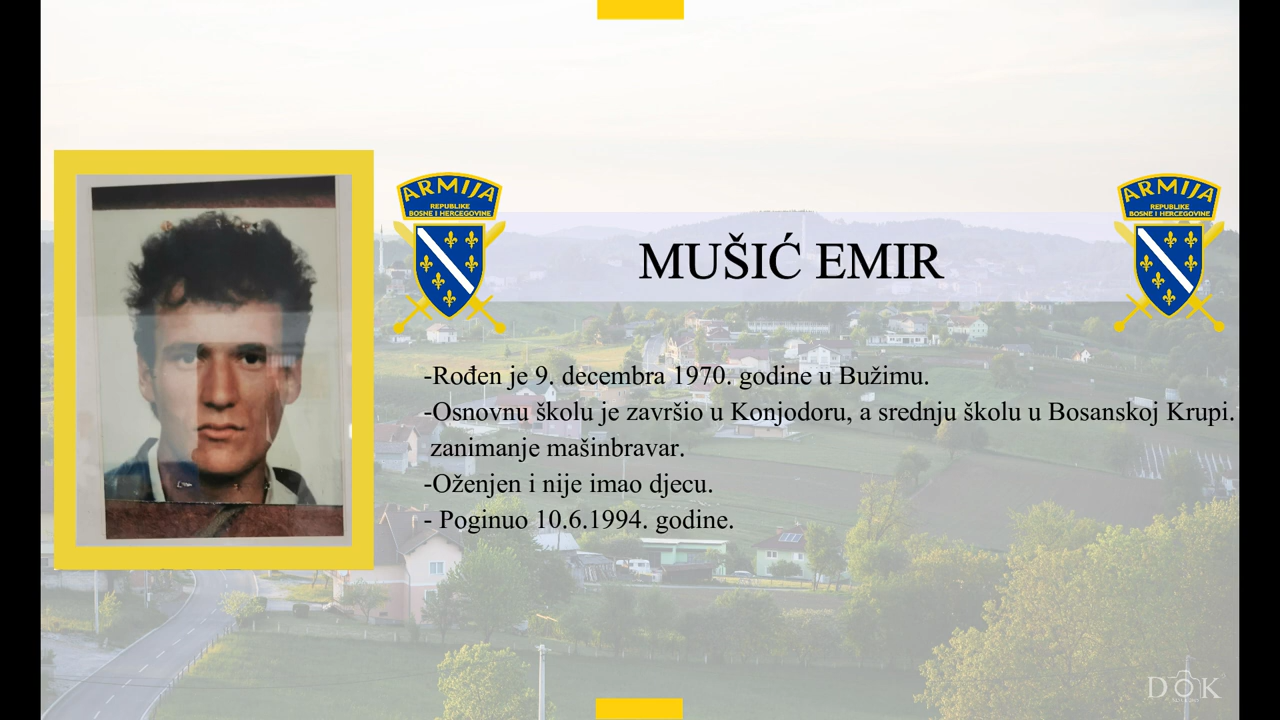 ARMIJA
REPUBLIKE
BOSNE I HERCEGOVINE
MUŠIĆ EMIR
ARMIJA
REPUBLIKE
BOSNE I HERCEGOVINE
-Rođen je 9. decembra 1970. godine u Bužimu.
-Osnovnu školu je završio u Konjodoru, a srednju školu u Bosanskoj Krupi.
zanimanje mašinbravar.
-Oženjen i nije imao djecu.
- Poginuo 10.6.1994. godine.
DOK